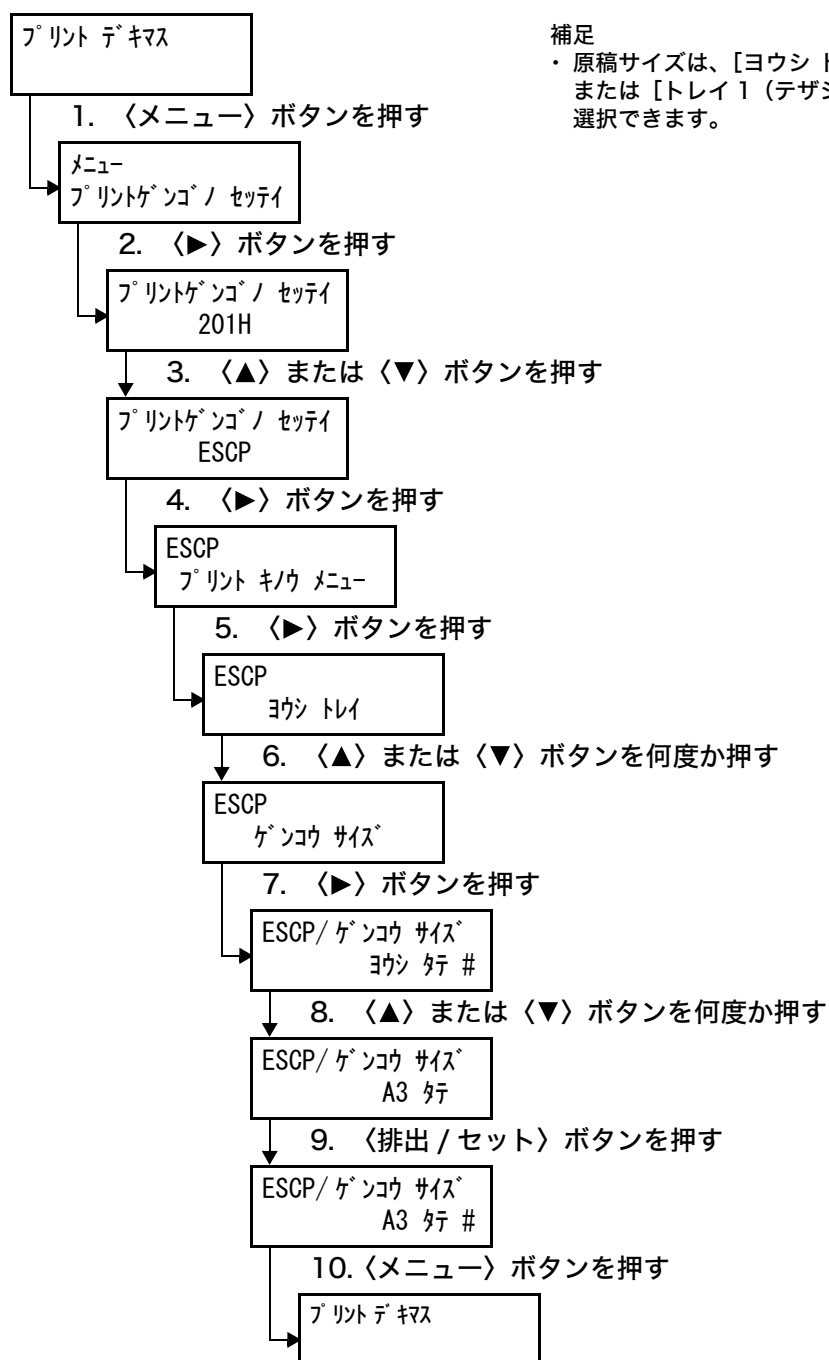 ﾌﾟﾘﾝﾄ ﾃﾞｷﾏｽ
補足
・ 原稿サイズは、[ヨウシ
または [トレイ 1（テザ
選択できます。
1. 〈メニュー〉ボタンを押す
ﾒﾆｭｰ
ﾌﾟﾘﾝﾄｹﾞﾝｺﾞﾉ ｾｯﾃｲ
2. 〈▶〉ボタンを押す
ﾌﾟﾘﾝﾄｹﾞﾝｺﾞﾉ ｾｯﾃｲ
201H
3. 〈▲〉または〈▼〉ボタンを押す
ﾌﾟﾘﾝﾄｹﾞﾝｺﾞﾉ ｾｯﾃｲ
ESCP
4. 〈▶〉ボタンを押す
ESCP
ﾌﾟﾘﾝﾄ ｷﾉｳ ﾒﾆｭｰ
5. 〈▶〉ボタンを押す
ESCP
ﾖｳｼ ﾄﾚｲ
6. 〈▲〉または〈▼〉ボタンを何度か押す
ESCP
ｹﾞﾝｺｳ ｻｲｽﾞ
7. 〈▶〉ボタンを押す
ESCP/ｹﾞﾝｺｳ ｻｲｽﾞ
ﾖｳｼ ﾀﾃ #
8. 〈▲〉または〈▼〉ボタンを何度か押す
ESCP/ｹﾞﾝｺｳ ｻｲｽﾞ
A3 ﾀﾃ
9. 〈排出 / セット〉ボタンを押す
ESCP/ｹﾞﾝｺｳ ｻｲｽﾞ
A3 ﾀﾃ #
10.〈メニュー〉ボタンを押す
ﾌﾟﾘﾝﾄ ﾃﾞｷﾏｽ